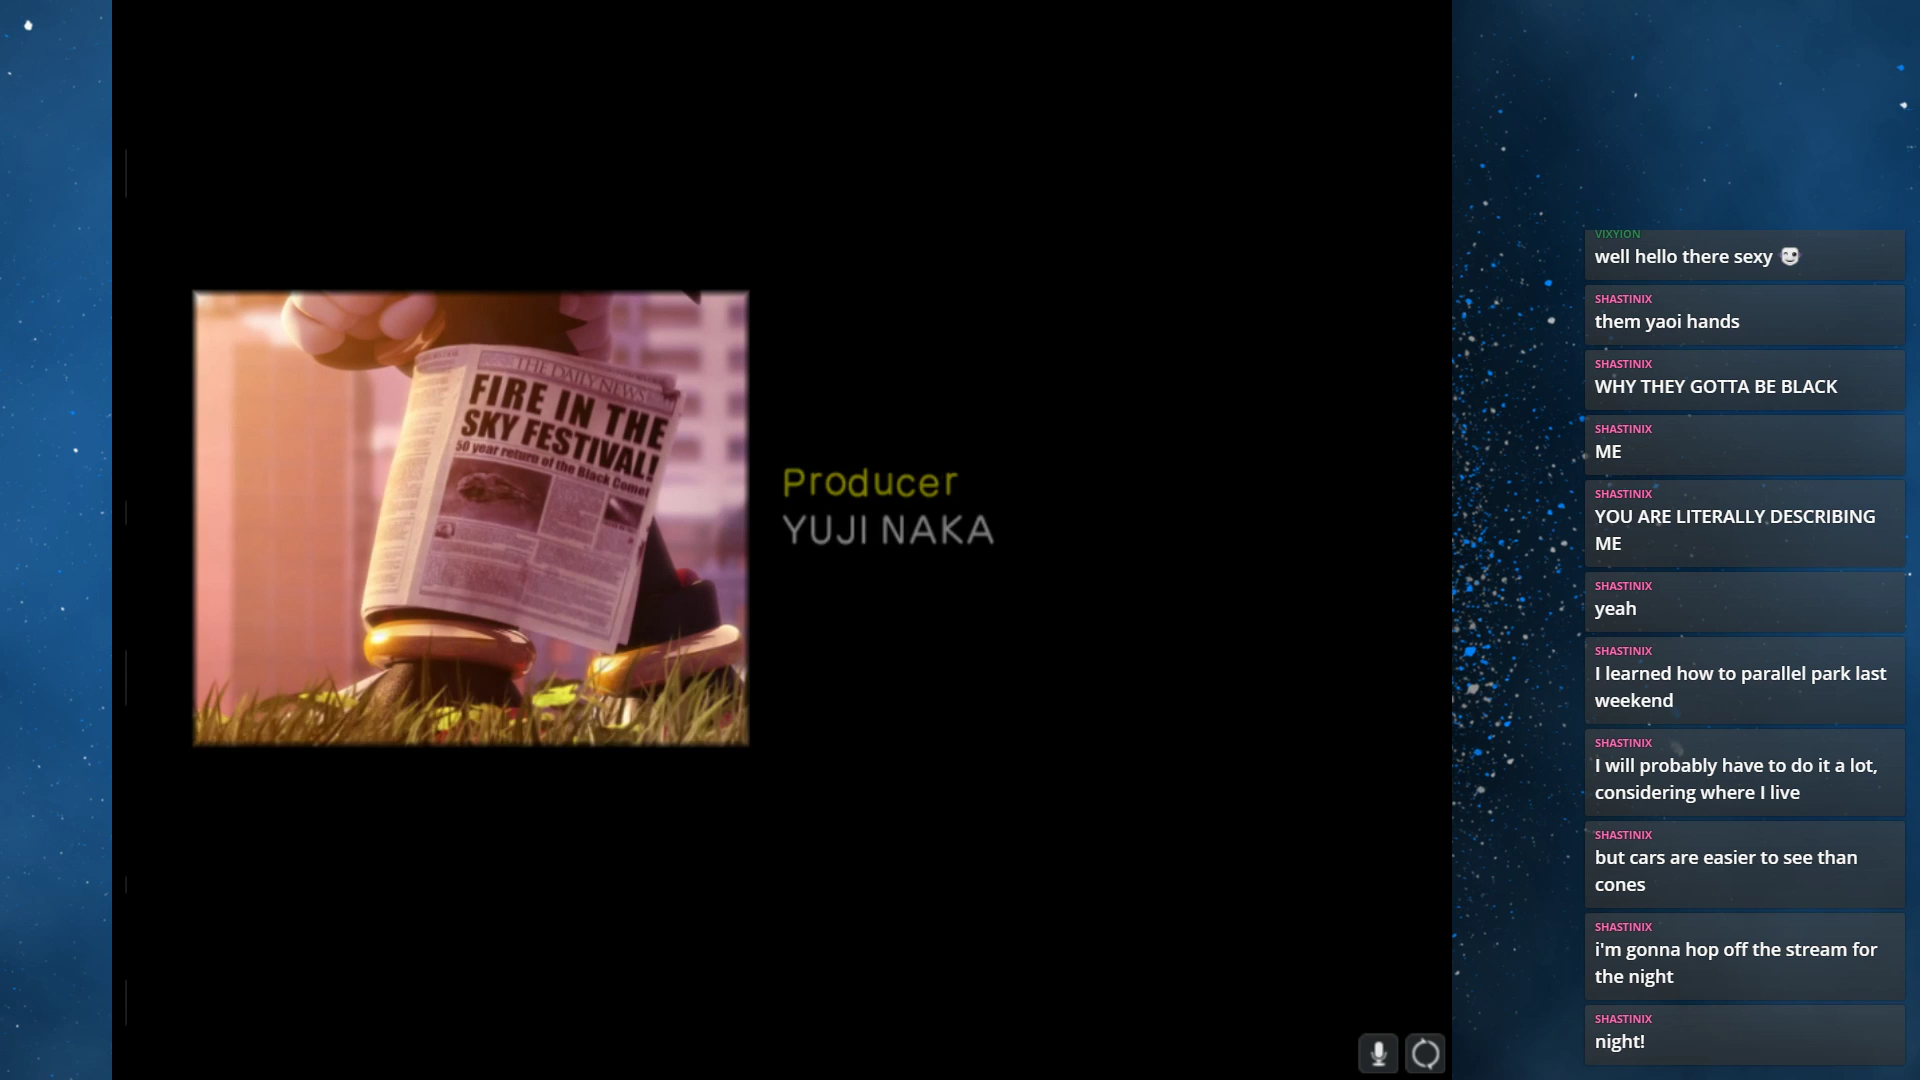 THE DAILY NEWS
FIRE IN THE
SKY FESTIVAL!
50 year return of the Black Comet
Producer
YUJI NAKA
VIXYION
well hello there sexy
SHASTINIX
them yaoi hands
SHASTINIX
WHY THEY GOTTA BE BLACK
SHASTINIX
ME
SHASTINIX
YOU ARE LITERALLY DESCRIBING
ME
SHASTINIX
yeah
SHASTINIX
I learned how to parallel park last
weekend
SHASTINIX
I will probably have to do it a lot,
considering where I live
SHASTINIX
but cars are easier to see than
cones
SHASTINIX
i'm gonna hop off the stream for
the night
SHASTINIX
night!